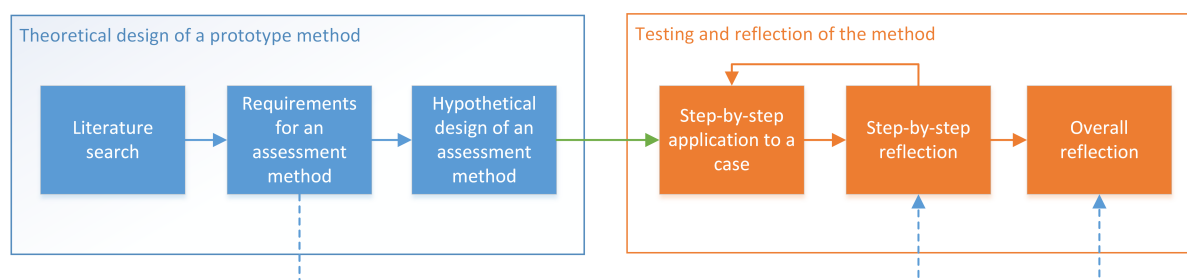 Theoretical design of a prototype method
Literature
search
Requirements
for an
assessment
method
Hypothetical
design of an
assessment
method
Testing and reflection of the method
Step-by-step
application to a
case
Step-by-step
reflection
Overall
reflection